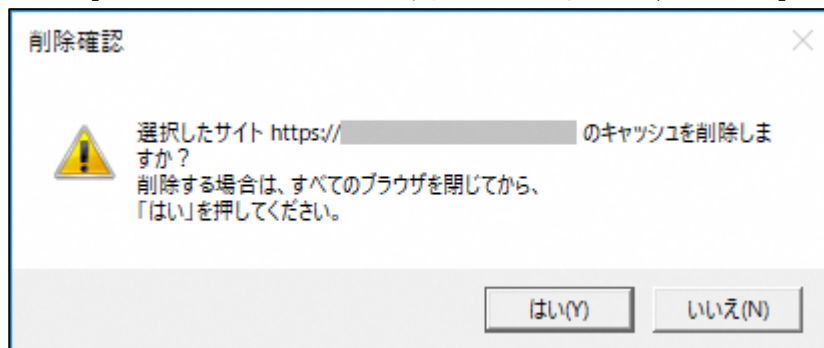 削除確認
選択したサイト https:// のキャッシュを削除しま
すか？
削除する場合は、すべてのブラウザを閉じてから、
「はい」を押してください。
はい(Y) いいえ(N)